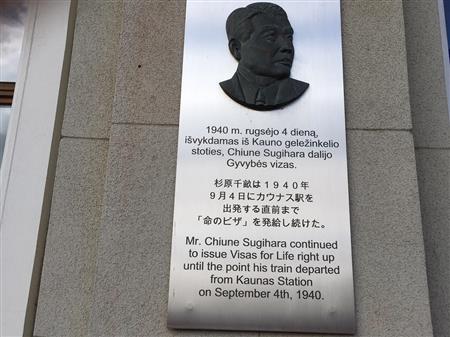 1940 m. rugsėjo 4 dieną,
išvykdamas iš Kauno geležinkelio
stoties, Chiune Sugihara dalijo
Gyvybės vizas.
杉原千畝は１９４０年
９月４日にカウナス駅を
出発する直前まで
「命のビザ」を発給し続けた。
Mr. Chiune Sugihara continued
to issue Visas for Life right up
until the point his train departed
from Kaunas Station
on September 4th, 1940.